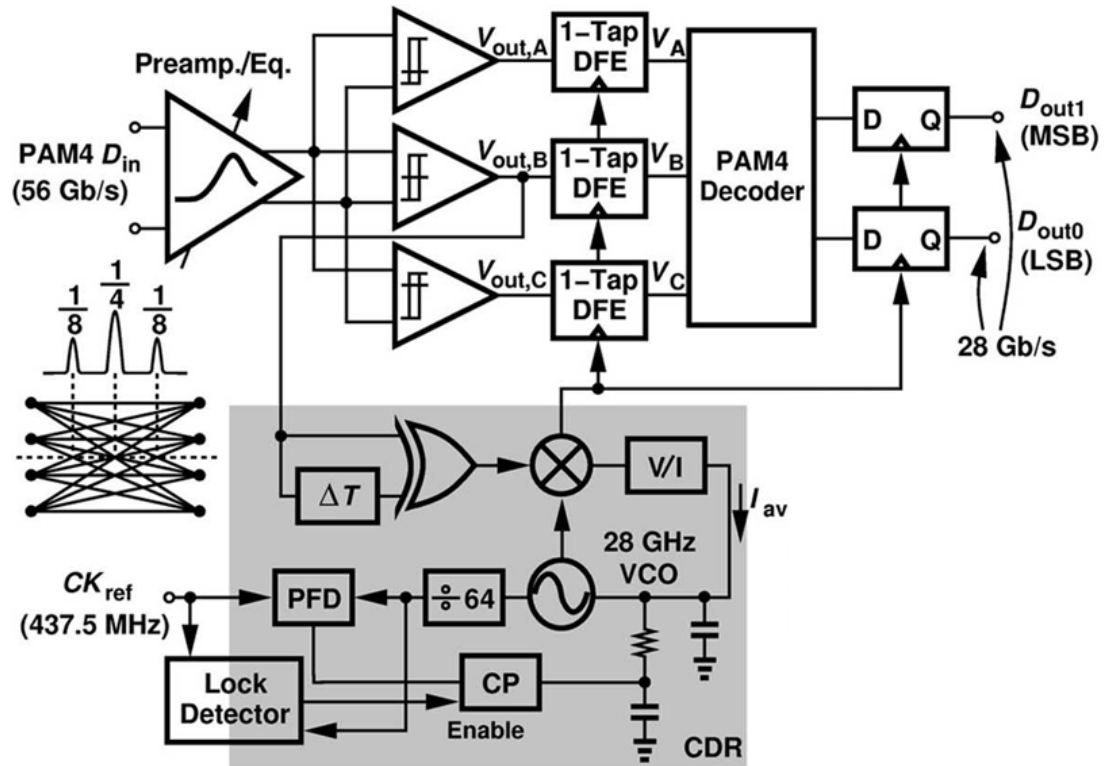 Preamp./Eq.
PAM4 Din
(56 Gb/s)
Vout,A
1–Tap
DFE
VA
Vout,B
1–Tap
DFE
VB
Vout,C
1–Tap
DFE
VC
PAM4
Decoder
D Q
Dout1
(MSB)
D Q
Dout0
(LSB)
28 Gb/s
1/8
1/4
1/8
ΔT
V/I
Iav
28 GHz
VCO
CKref
(437.5 MHz)
PFD
÷64
Lock
Detector
CP
Enable
CDR